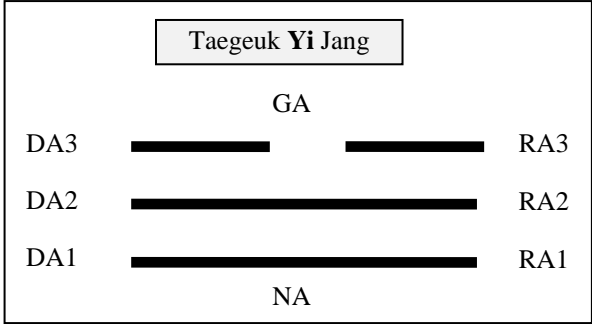 Taegeuk Yi Jang
GA
DA3 RA3
DA2 RA2
DA1 RA1
NA